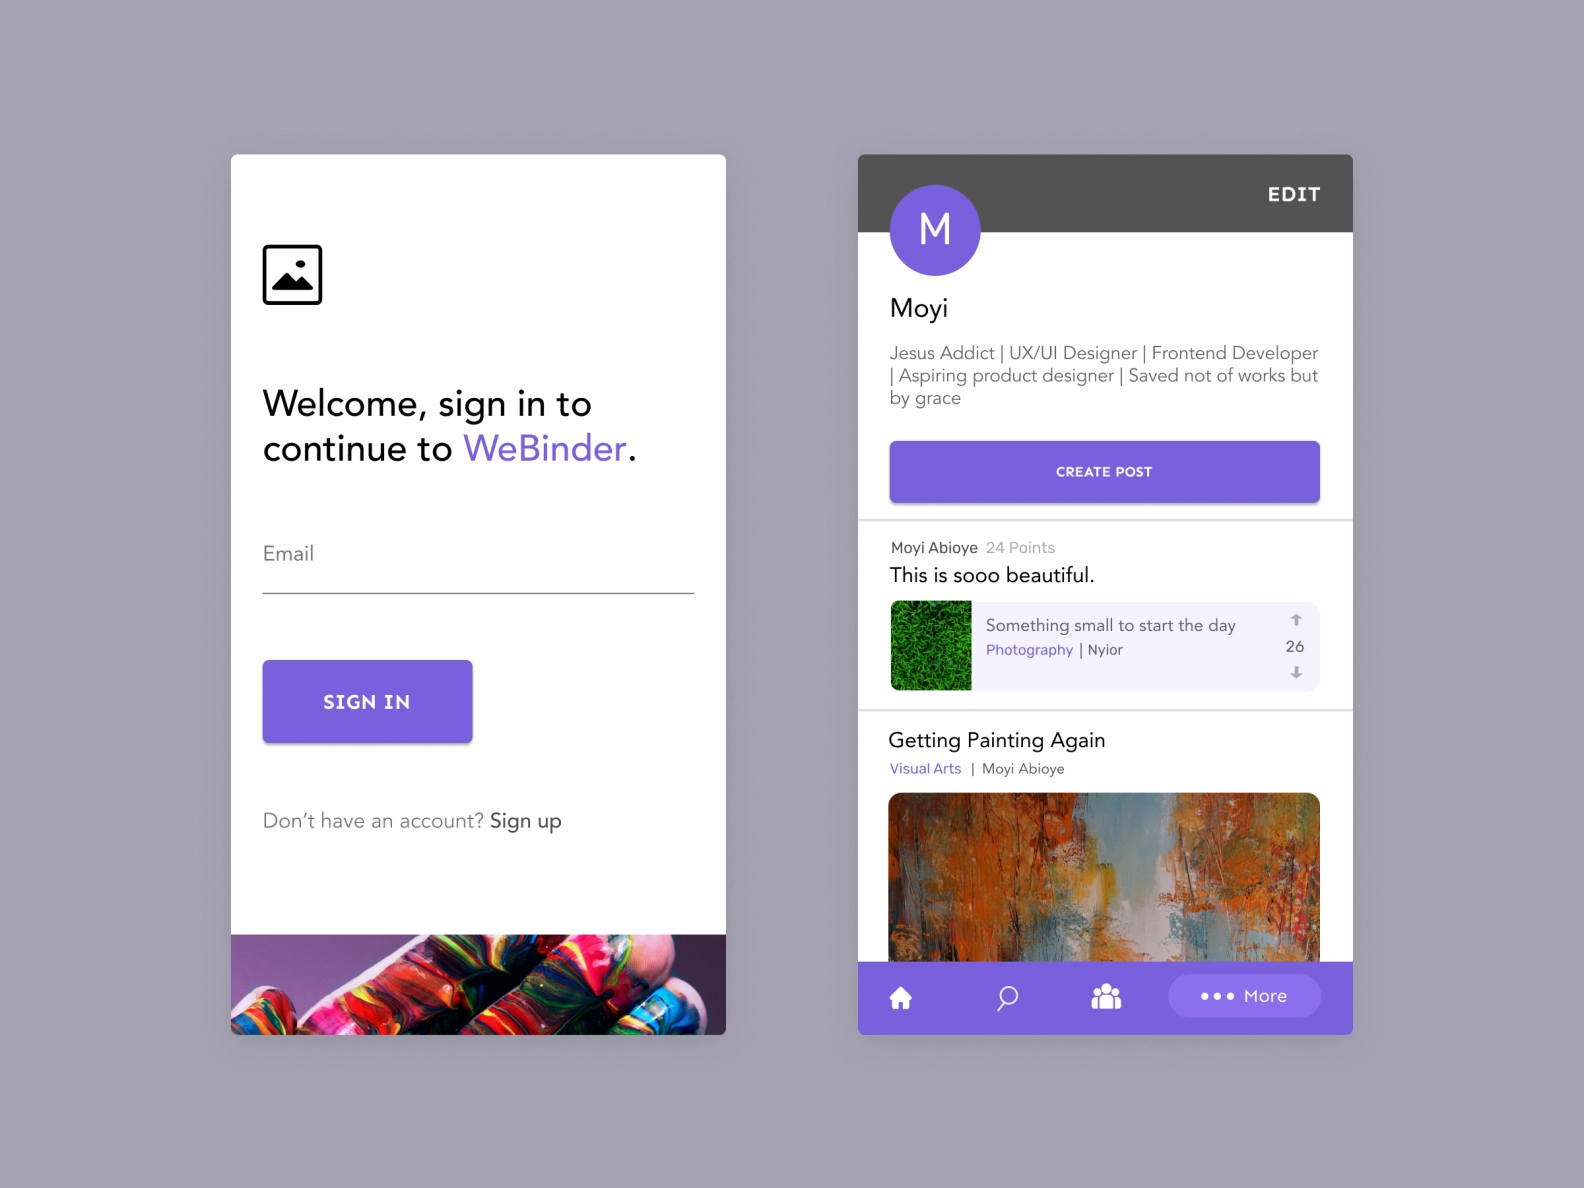 Welcome, sign in to
continue to WeBinder.
Email
SIGN IN
Don’t have an account? Sign up
EDIT
M
Moyi
Jesus Addict | UX/UI Designer | Frontend Developer
| Aspiring product designer | Saved not of works but
by grace
CREATE POST
Moyi Abioye 24 Points
This is sooo beautiful.
Something small to start the day
Photography | Nyior
26
Getting Painting Again
Visual Arts | Moyi Abioye
More